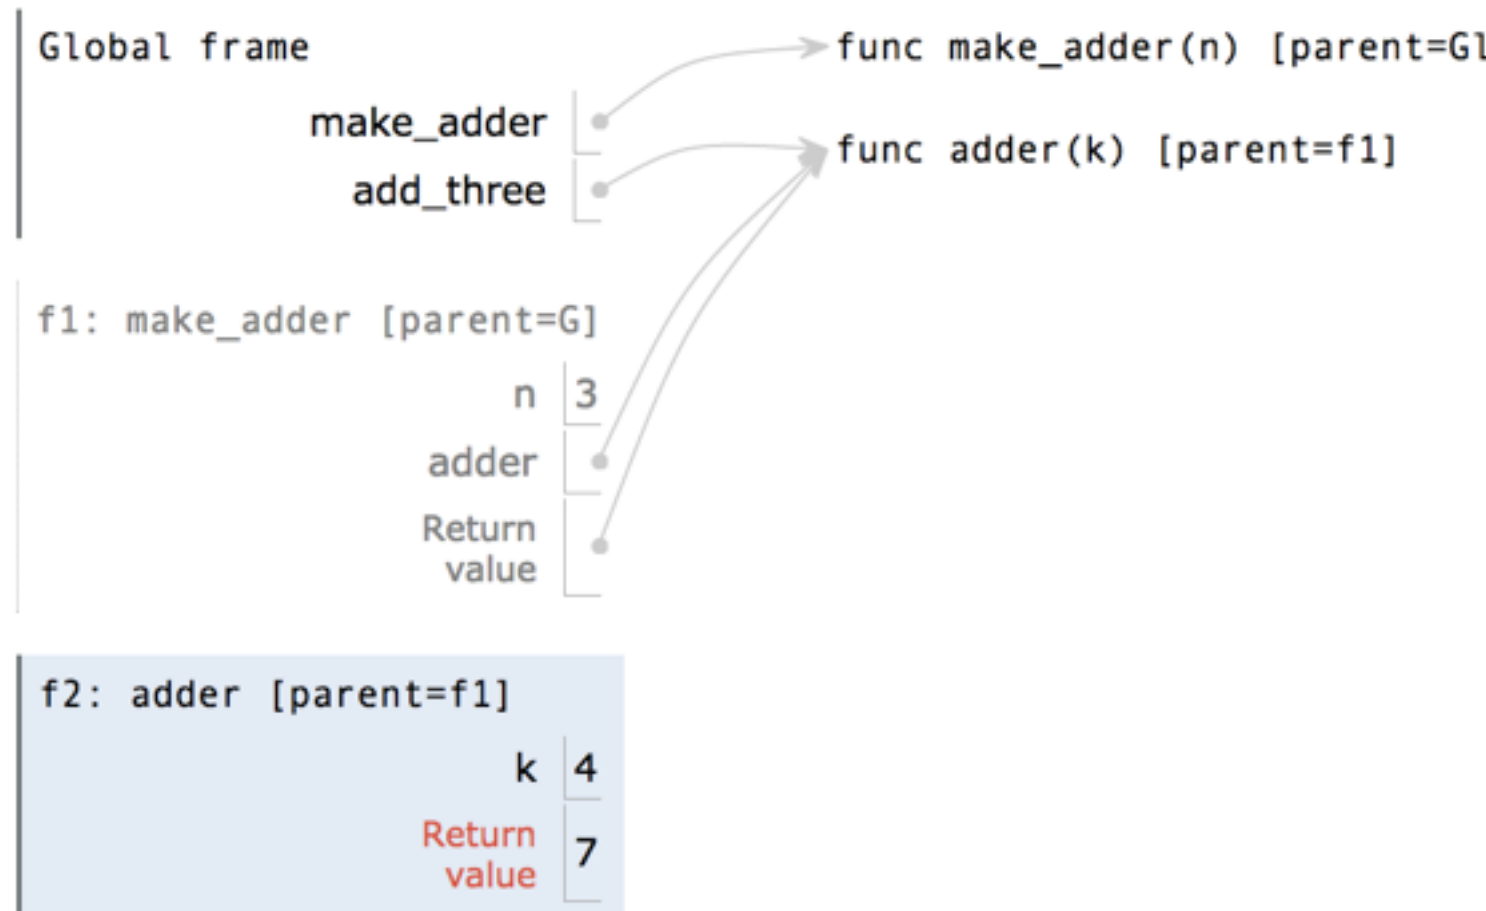 Global frame
func make_adder(n) [parent=Gl
make_adder
func adder(k) [parent=f1]
add_three
f1: make_adder [parent=G]
n 3
adder
Return
value
f2: adder [parent=f1]
k 4
Return
value
7